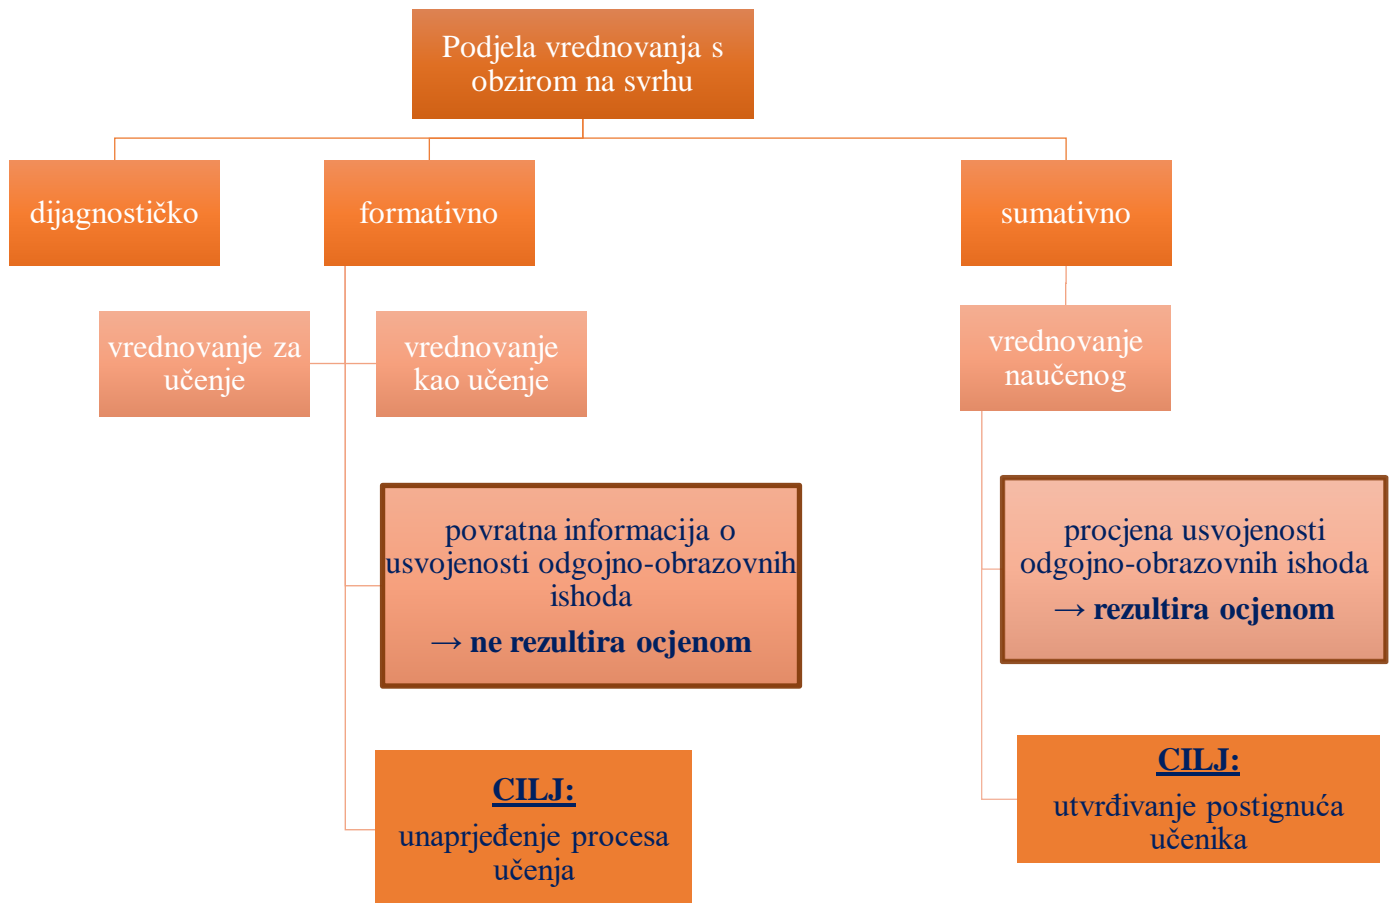 Podjela vrednovanja s
obzirom na svrhu
dijagnostičko
formativno
sumativno
vrednovanje za
učenje
vrednovanje
kao učenje
vrednovanje
naučenog
povratna informacija o
usvojenosti odgojno-obrazovnih
ishoda
→ ne rezultira ocjenom
procjena usvojenosti
odgojno-obrazovnih ishoda
→ rezultira ocjenom
CILJ:
unaprjeđenje procesa
učenja
CILJ:
utvrđivanje postignuća
učenika